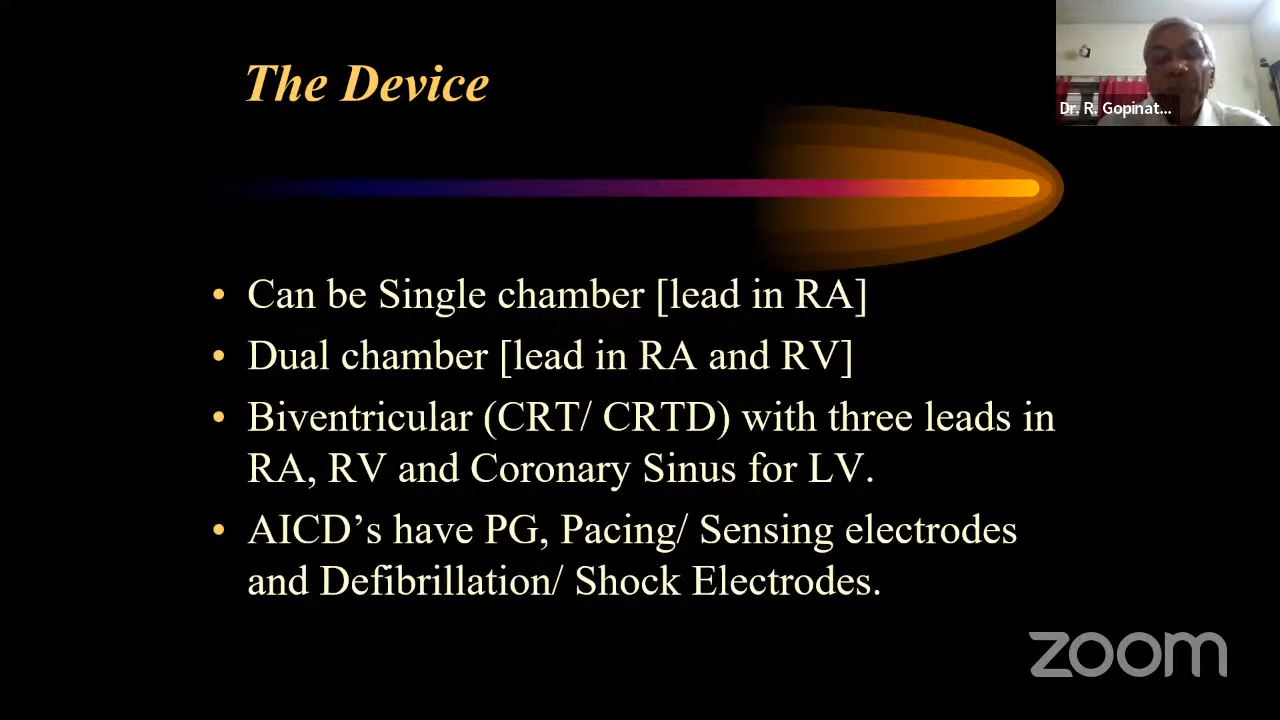 The Device
Dr. R. Gopinat...
• Can be Single chamber [lead in RA]
• Dual chamber [lead in RA and RV]
• Biventricular (CRT/ CRTD) with three leads in
RA, RV and Coronary Sinus for LV.
• AICD’s have PG, Pacing/ Sensing electrodes
and Defibrillation/ Shock Electrodes.
zoom